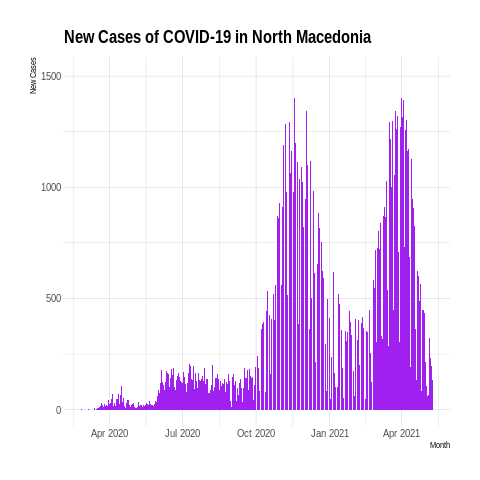 New Cases of COVID-19 in North Macedonia
New Cases
1500
1000
500
0
Apr 2020 Jul 2020 Oct 2020 Jan 2021 Apr 2021
Month